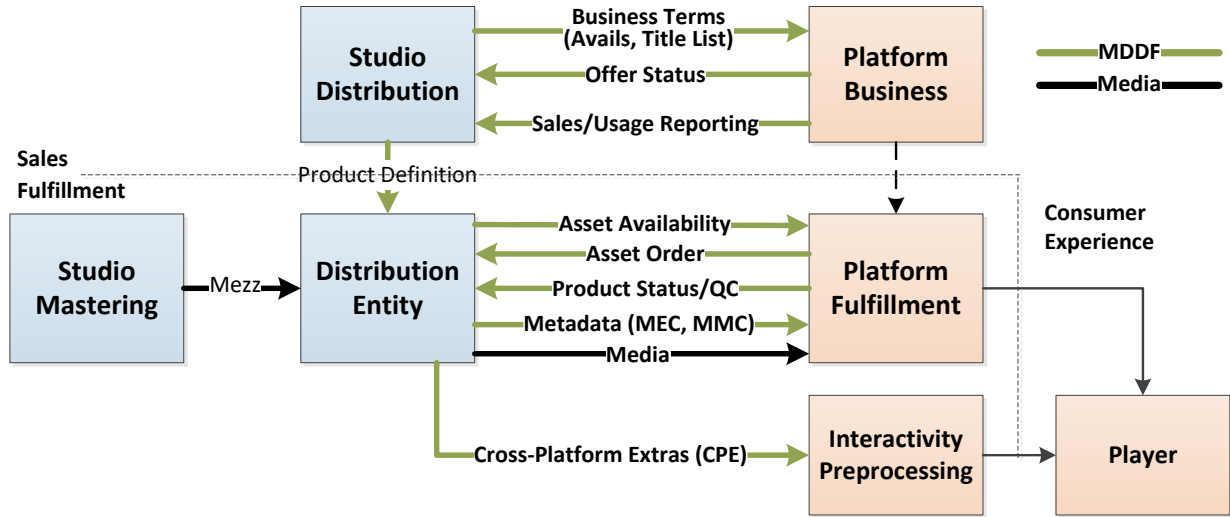 Business Terms
(Avails, Title List)
Studio
Distribution
Platform
Business
MDDF
Offer Status
Media
Sales/Usage Reporting
Sales
Fulfillment
Product Definition
Asset Availability
Consumer
Experience
Asset Order
Studio
Mastering
Mezz
Distribution
Entity
Platform
Fulfillment
Product Status/QC
Metadata (MEC, MMC)
Media
Cross-Platform Extras (CPE)
Interactivity
Preprocessing
Player